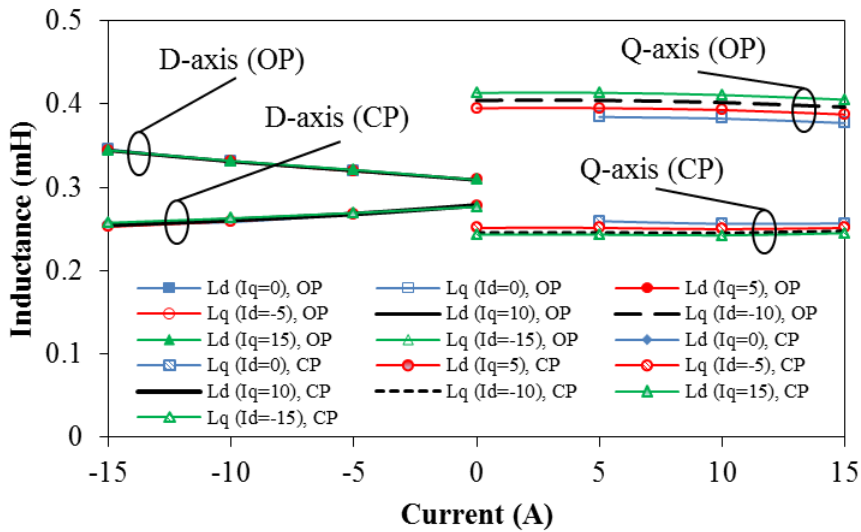 0.5
D-axis (OP)
Q-axis (OP)
0.4
D-axis (CP)
0.3
Q-axis (CP)
0.2
Inductance (mH)
Ld (Iq=0), OP
Lq (Id=0), OP
Ld (Iq=5), OP
Lq (Id=-5), OP
Ld (Iq=10), OP
Lq (Id=-10), OP
Ld (Iq=15), OP
Lq (Id=-15), OP
Ld (Iq=0), CP
Lq (Id=0), CP
Ld (Iq=5), CP
Lq (Id=-5), CP
Ld (Iq=10), CP
Lq (Id=-10), CP
Ld (Iq=15), CP
Lq (Id=-15), CP
0.1
0
-15
-10
-5
0
5
10
15
Current (A)